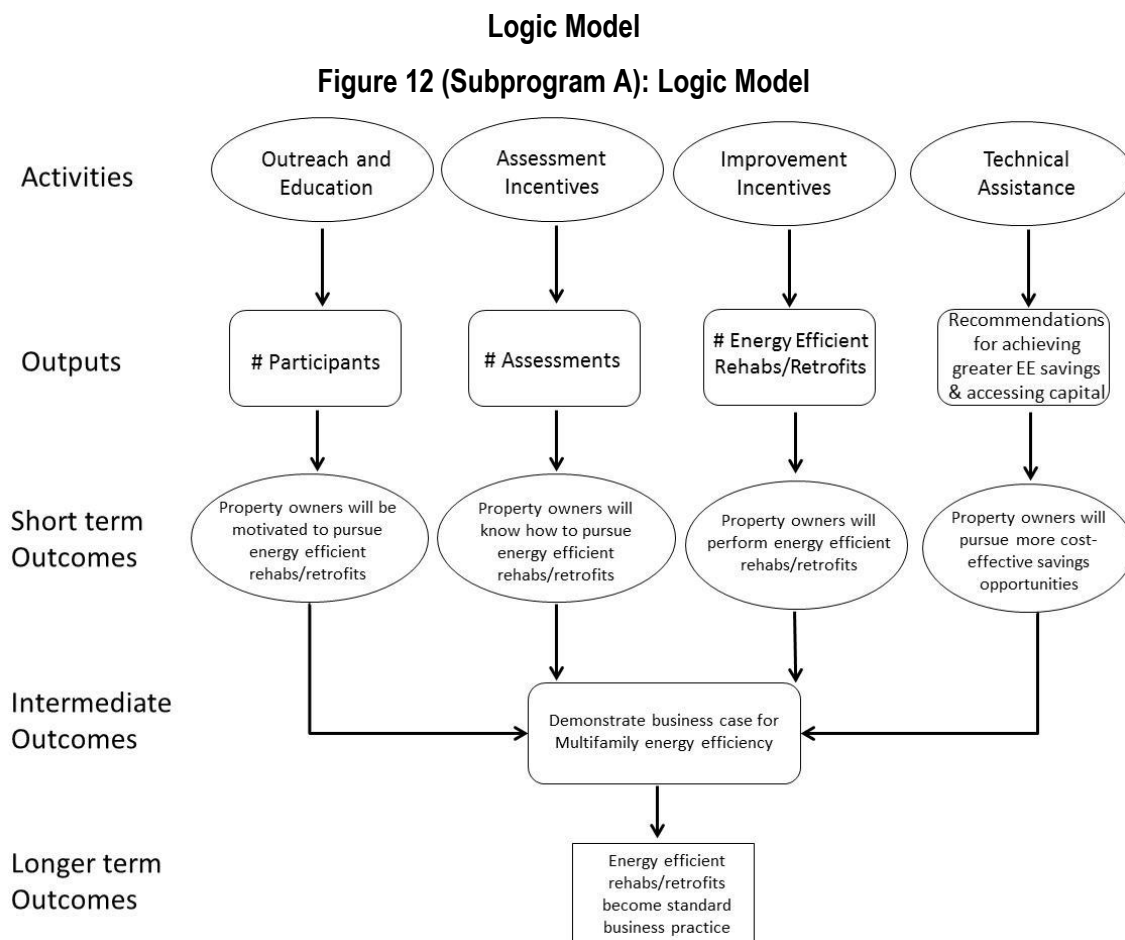 Logic Model
Figure 12 (Subprogram A): Logic Model
Activities
Outreach and
Education
Assessment
Incentives
Improvement
Incentives
Technical
Assistance
Outputs
# Participants
# Assessments
# Energy Efficient
Rehabs/Retrofits
Recommendations
for achieving
greater EE savings
& accessing capital
Short term
Outcomes
Property owners will be
motivated to pursue
energy efficient
rehabs/retrofits
Property owners will
know how to pursue
energy efficient
rehabs/retrofits
Property owners will
perform energy efficient
rehabs/retrofits
Property owners will
pursue more cost-
effective savings
opportunities
Intermediate
Outcomes
Demonstrate business case for
Multifamily energy efficiency
Longer term
Outcomes
Energy efficient
rehabs/retrofits
become standard
business practice